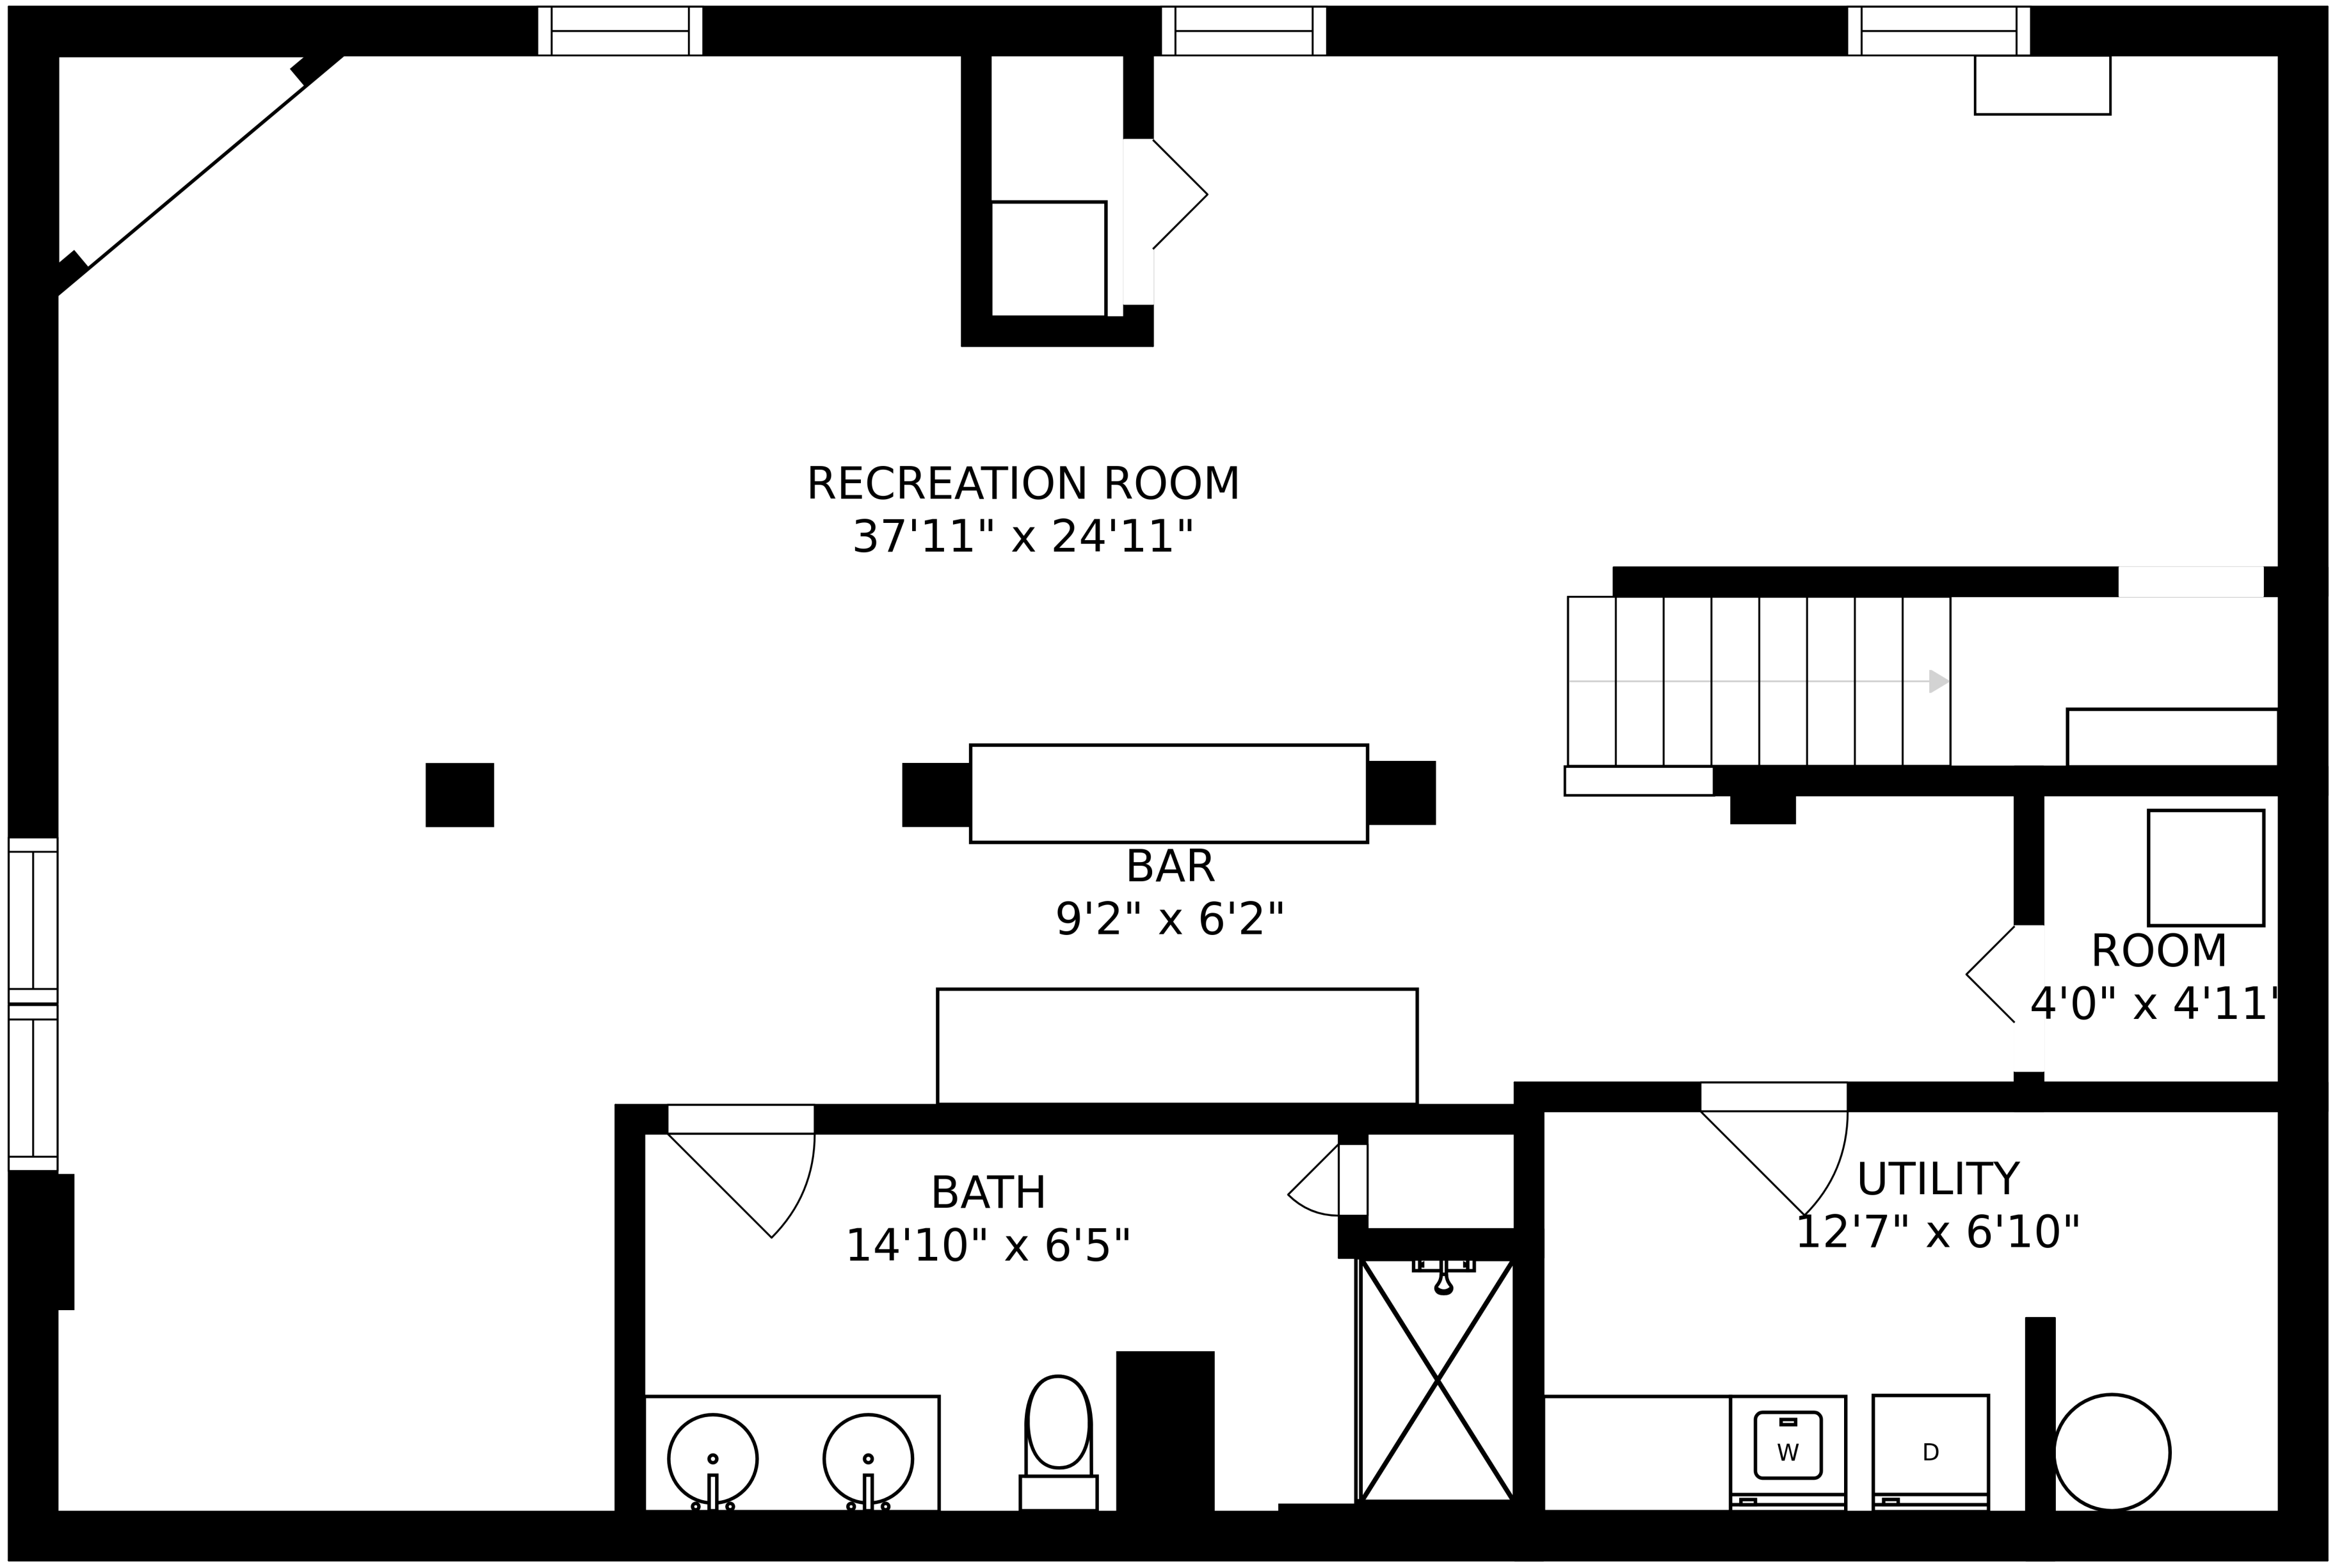 RECREATION ROOM
37'11" x 24'11"
BAR
9'2" x 6'2"
ROOM
4'0" x 4'11'
BATH
14'10" x 6'5"
UTILITY
12'7" x 6'10"
W
D